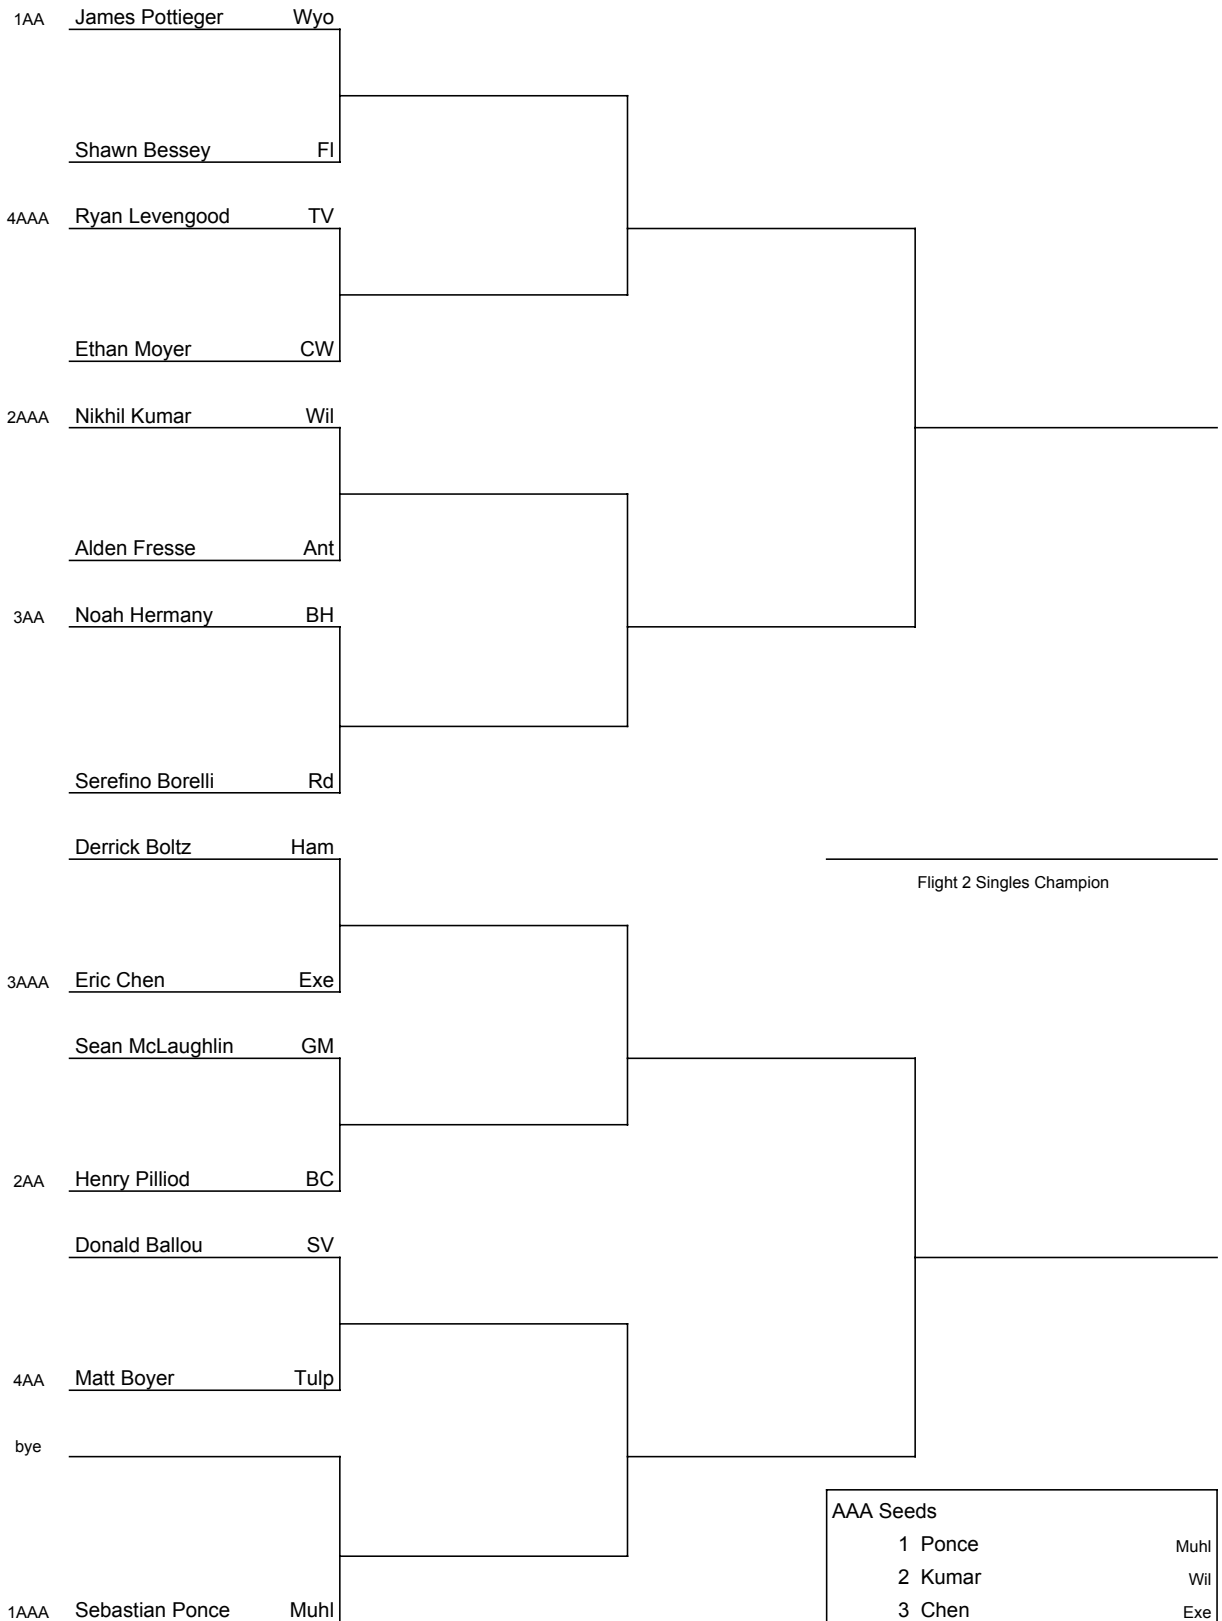 1AA James Pottieger Wyo
Shawn Bessey Fl
4AAA Ryan Levengood TV
Ethan Moyer CW
2AAA Nikhil Kumar Wil
Alden Fresse Ant
3AA Noah Hermany BH
Serefino Borelli Rd
Derrick Boltz Ham
Flight 2 Singles Champion
3AAA Eric Chen Exe
Sean McLaughlin GM
2AA Henry Pilliod BC
Donald Ballou SV
4AA Matt Boyer Tulp
bye
AAA Seeds
1 Ponce Muhl
2 Kumar Wil
1AAA Sebastian Ponce Muhl
3 Chen Exe